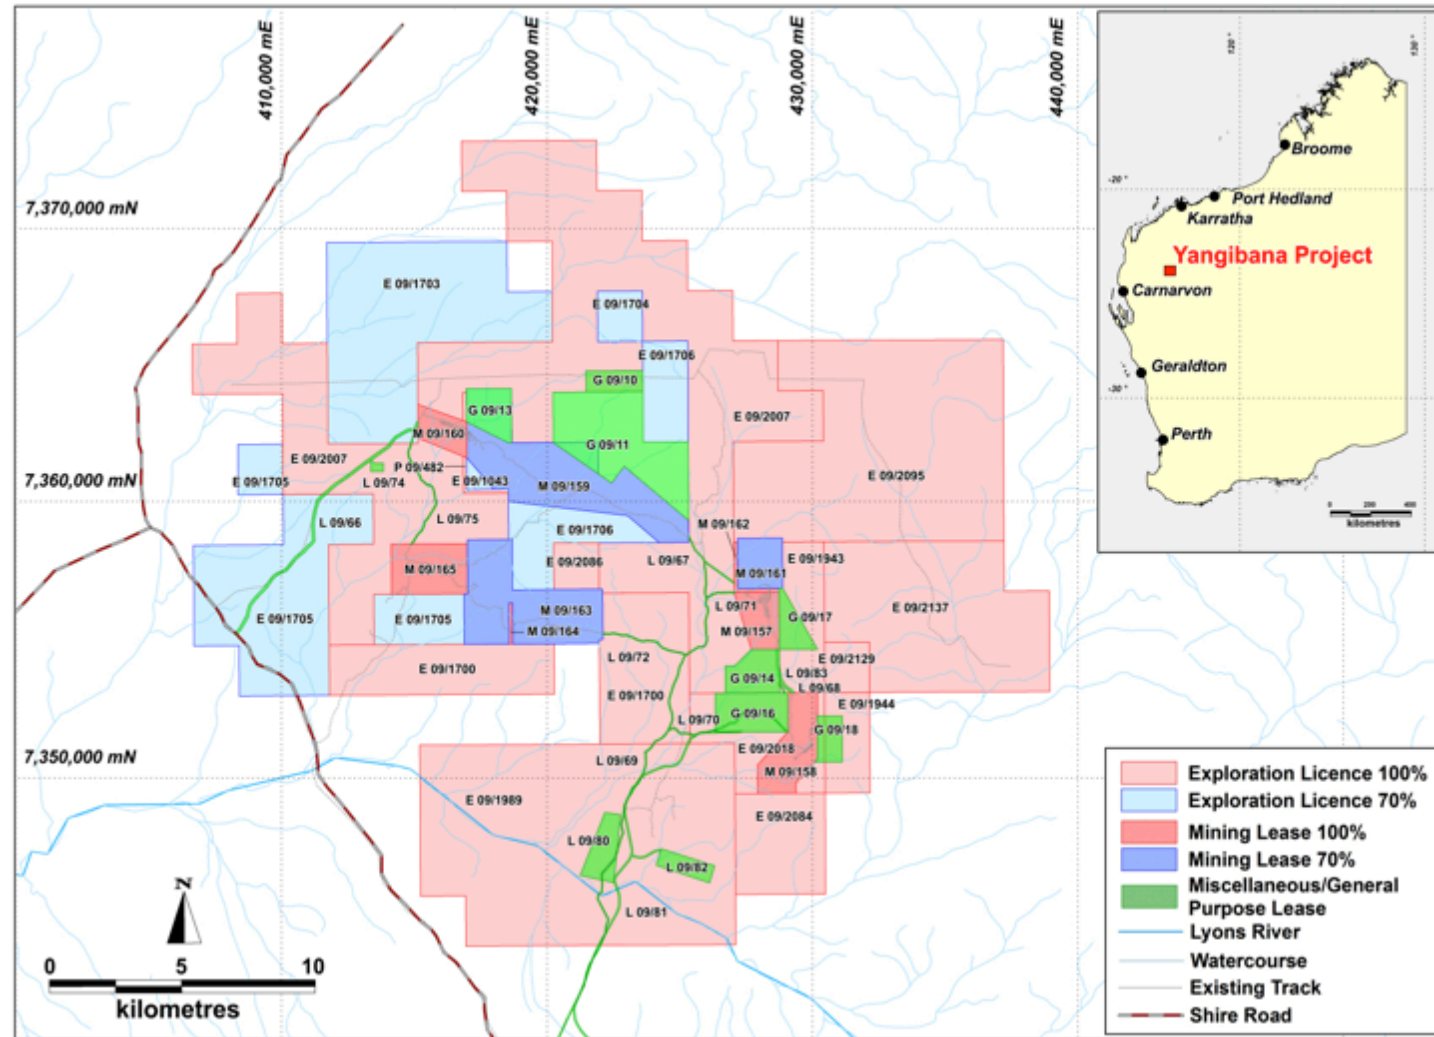 410,000 mE
420,000 mE
430,000 mE
440,000 mE
7,370,000 mN
7,360,000 mN
7,350,000 mN
E 09/1703
E 09/1704
E 09/1706
G 09/10
G 09/13
E 09/2007
M 09/160
G 09/11
E 09/2007
P 09/482
E 09/2095
E 09/1705
L 09/74
E 09/1043
M 09/159
L 09/66
L 09/75
E 09/1706
M 09/162
E 09/2086
L 09/67
E 09/1943
M 09/165
M 09/161
E 09/1705
E 09/1705
M 09/163
L 09/71
G 09/17
E 09/2137
M 09/164
M 09/157
L 09/72
E 09/2129
E 09/1700
G 09/14
L 09/83
L 09/68
E 09/1700
E 09/1944
L 09/70
G 09/16
G 09/18
L 09/69
E 09/2018
M 09/158
E 09/1989
E 09/2084
L 09/80
L 09/82
L 09/81
N
0 5 10
kilometres
120 °
130 °
-20 °
-30 °
Broome
Port Hedland
Karratha
Yangibana Project
Carnarvon
Geraldton
Perth
0 200 400
kilometres
Exploration Licence 100%
Exploration Licence 70%
Mining Lease 100%
Mining Lease 70%
Miscellaneous/General
Purpose Lease
Lyons River
Watercourse
Existing Track
Shire Road